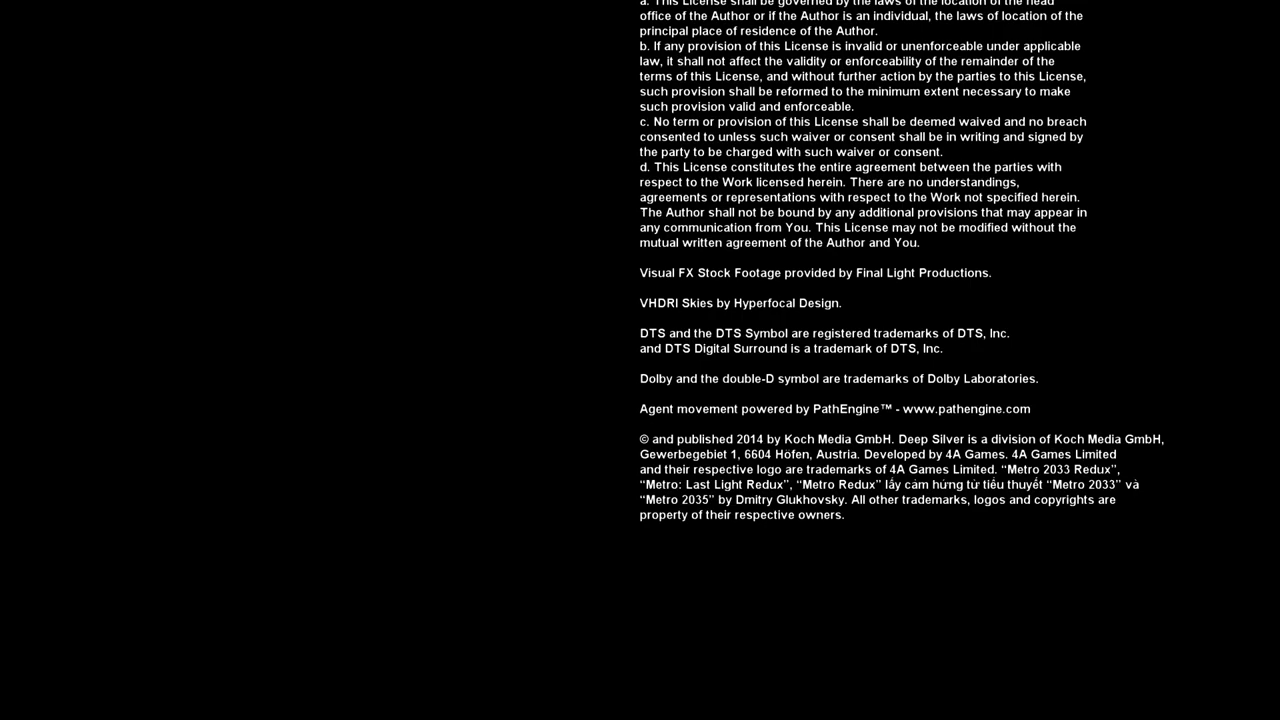 a. This License shall be governed by the laws of the location of the head
office of the Author or if the Author is an individual, the laws of location of the
principal place of residence of the Author.
b. If any provision of this License is invalid or unenforceable under applicable
law, it shall not affect the validity or enforceability of the remainder of the
terms of this License, and without further action by the parties to this License,
such provision shall be reformed to the minimum extent necessary to make
such provision valid and enforceable.
c. No term or provision of this License shall be deemed waived and no breach
consented to unless such waiver or consent shall be in writing and signed by
the party to be charged with such waiver or consent.
d. This License constitutes the entire agreement between the parties with
respect to the Work licensed herein. There are no understandings,
agreements or representations with respect to the Work not specified herein.
The Author shall not be bound by any additional provisions that may appear in
any communication from You. This License may not be modified without the
mutual written agreement of the Author and You.
Visual FX Stock Footage provided by Final Light Productions.
VHDRI Skies by Hyperfocal Design.
DTS and the DTS Symbol are registered trademarks of DTS, Inc.
and DTS Digital Surround is a trademark of DTS, Inc.
Dolby and the double-D symbol are trademarks of Dolby Laboratories.
Agent movement powered by PathEngine™ - www.pathengine.com
© and published 2014 by Koch Media GmbH. Deep Silver is a division of Koch Media GmbH,
Gewerbegebiet 1, 6604 Höfen, Austria. Developed by 4A Games. 4A Games Limited
and their respective logo are trademarks of 4A Games Limited. “Metro 2033 Redux”,
“Metro: Last Light Redux”, “Metro Redux” lấy cảm hứng từ tiểu thuyết “Metro 2033” và
“Metro 2035” by Dmitry Glukhovsky. All other trademarks, logos and copyrights are
property of their respective owners.